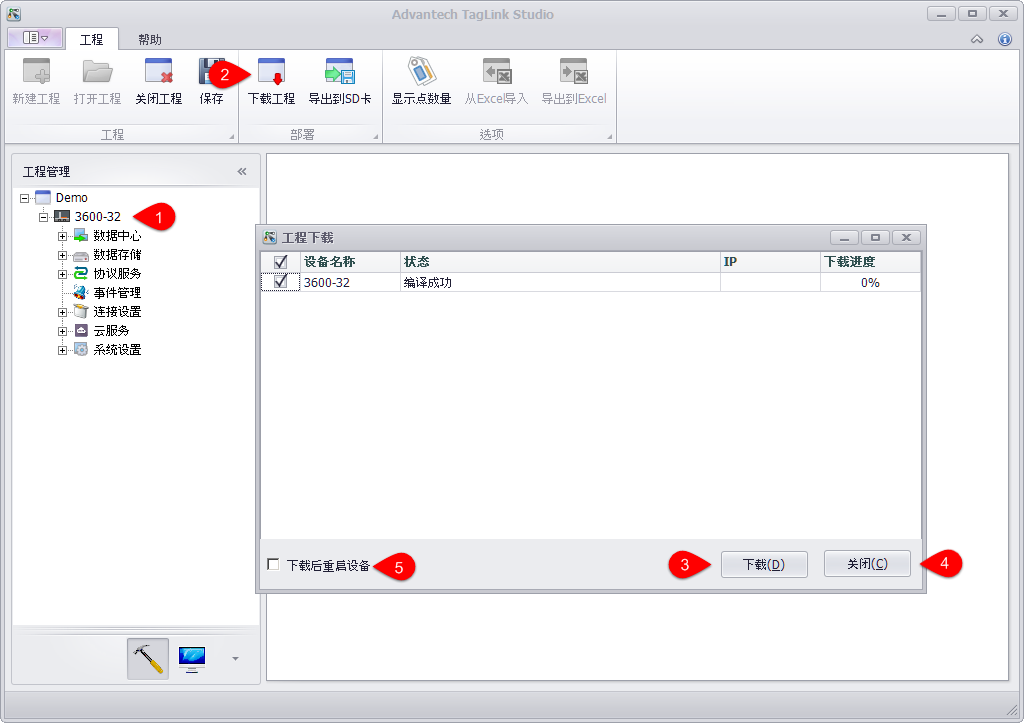 Advantech TagLink Studio
工程 帮助
新建工程 打开工程 关闭工程 保存 2 下载工程 导出到SD卡 显示点数量 从Excel导入 导出到Excel
工程 部署 选项
工程管理 «
Demo
3600-32 1
数据中心
数据存储
协议服务
事件管理
连接设置
云服务
系统设置
工程下载
设备名称 状态 IP 下载进度
3600-32 编译成功 0%
下载后重启设备 5 3 下载(D) 关闭(C) 4